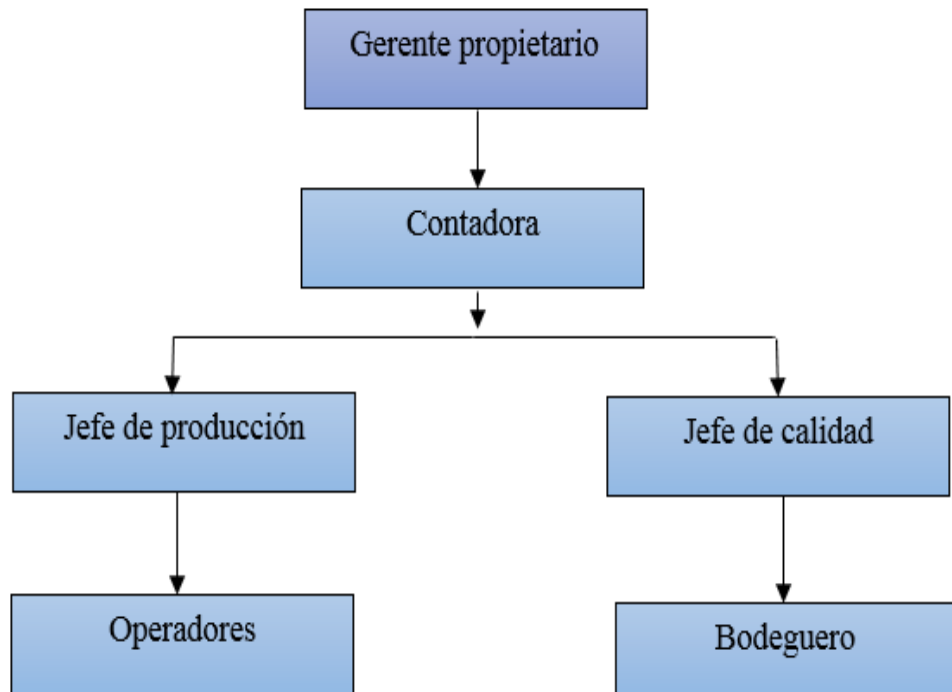 Gerente propietario
Contadora
Jefe de producción
Jefe de calidad
Operadores
Bodeguero